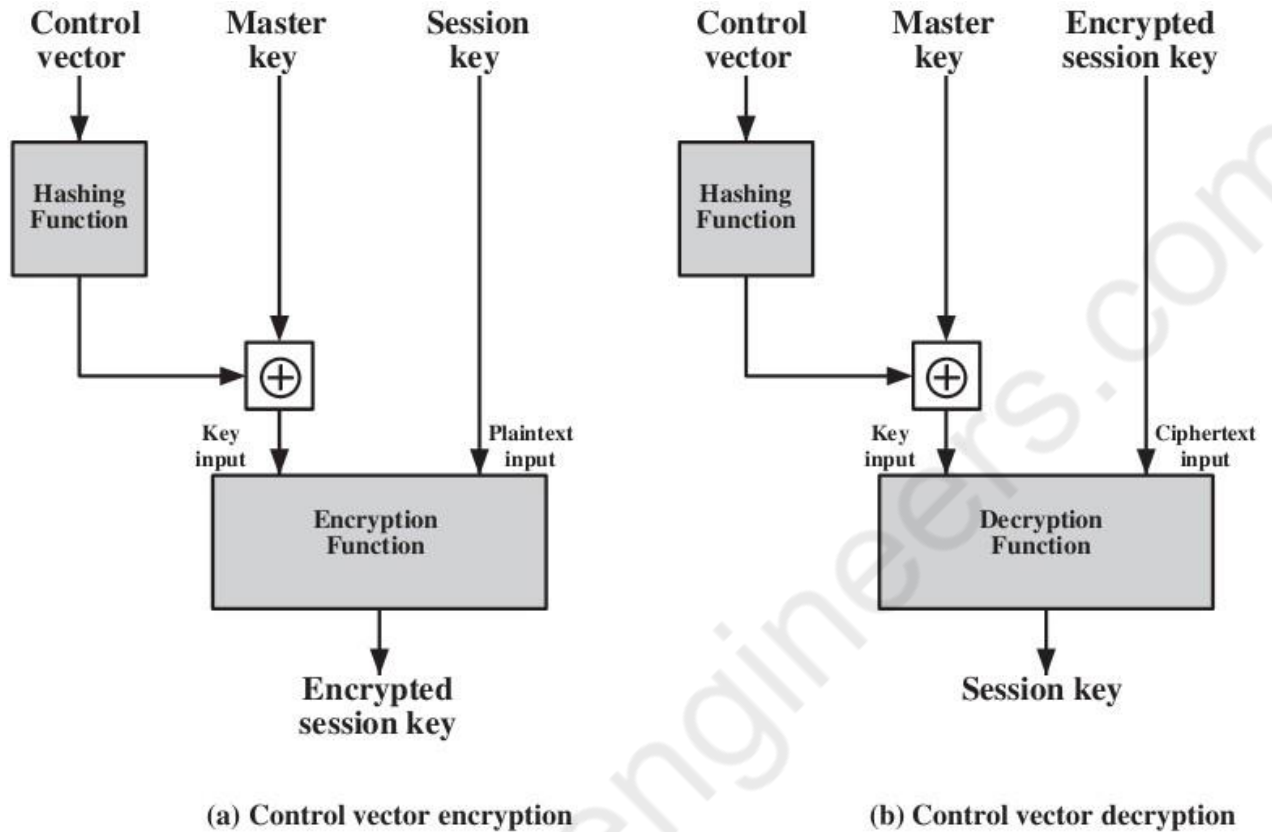 Control
vector
Master
key
Session
key
Hashing
Function
Key
input
Plaintext
input
Encryption
Function
Encrypted
session key
(a) Control vector encryption
Control
vector
Master
key
Encrypted
session key
Hashing
Function
Key
input
Ciphertext
input
Decryption
Function
Session key
(b) Control vector decryption
engineers.com